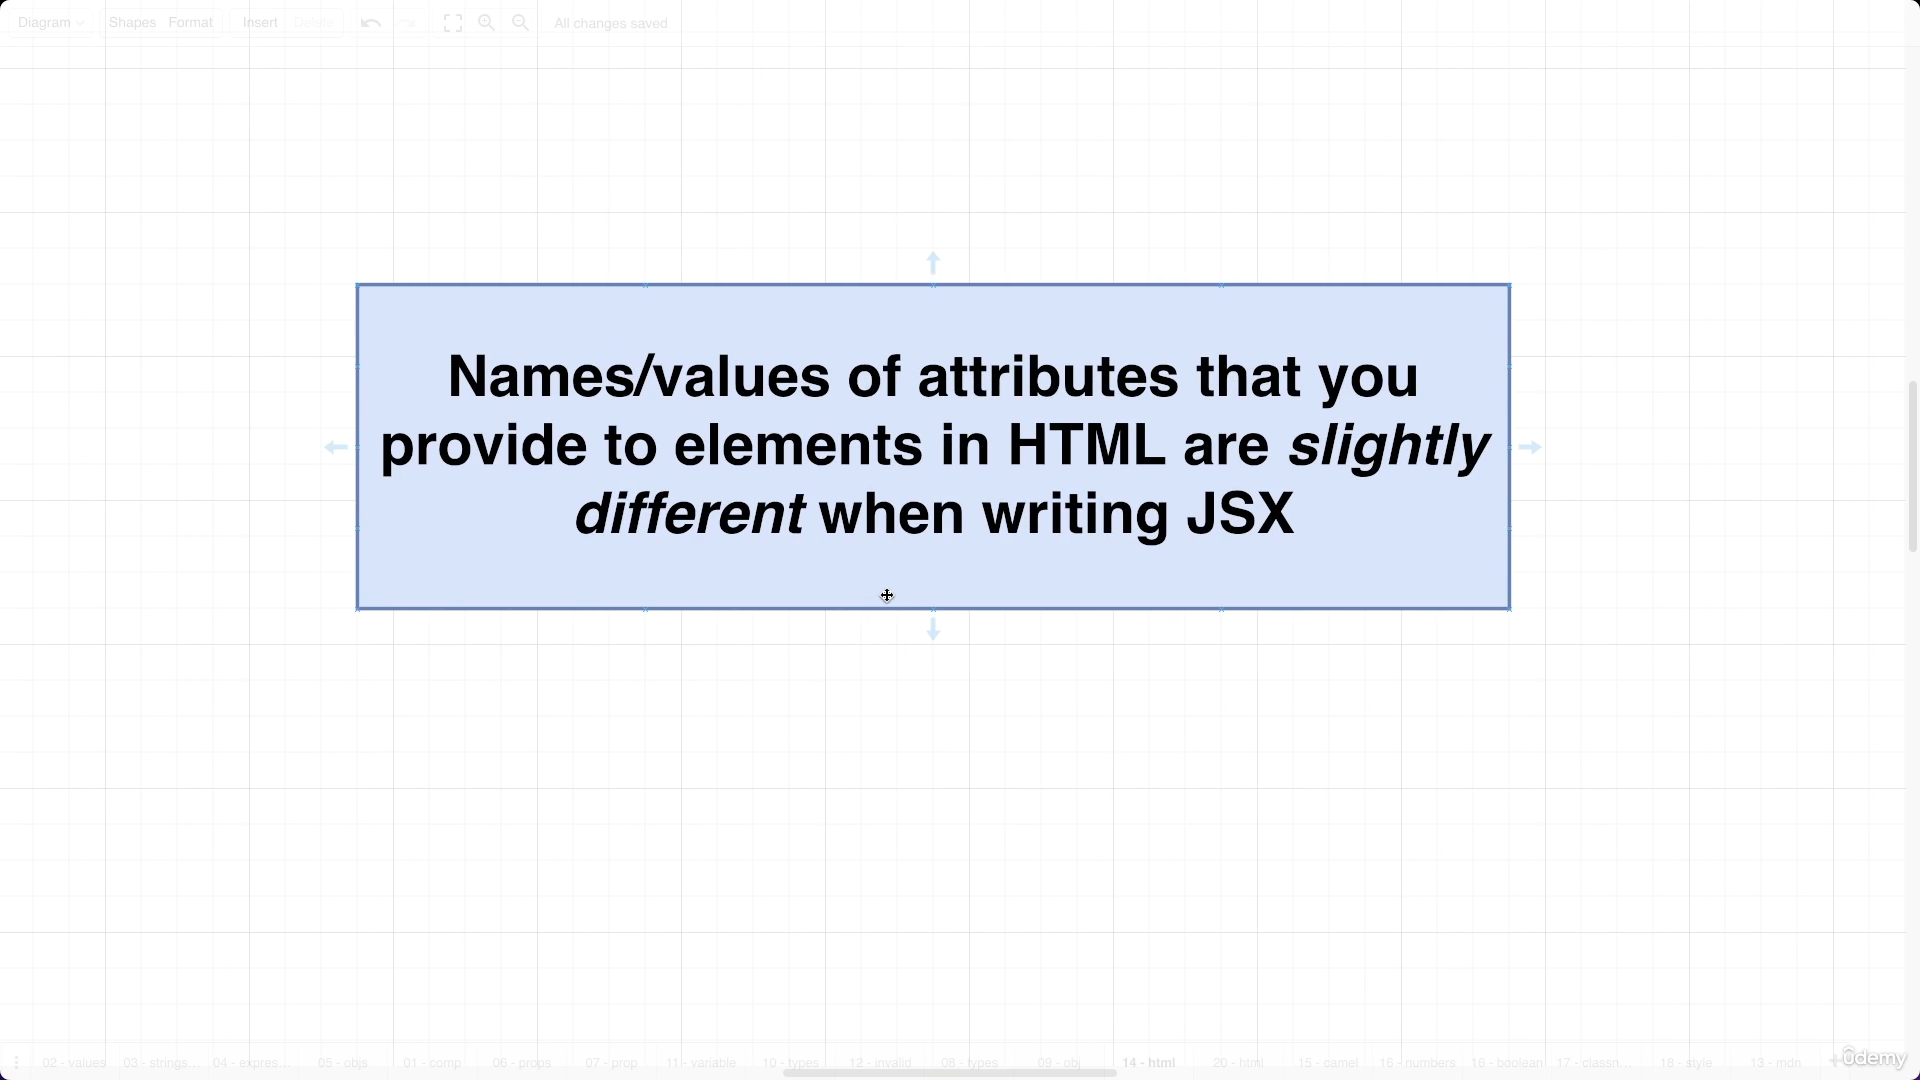 Diagram Shapes Format Insert Delete All changes saved
Names/values of attributes that you
provide to elements in HTML are slightly
different when writing JSX
02 - values 03 - strings... 04 - expres... 05 - objs 01 - comp 06 - props 07 - prop 11 - variable 10 - types 12 - invalid 08 - types 09 - obj 14 - html 20 - html 15 - camel 16 - numbers 16 - boolean 17 - classn... 18 - style 13 - mdn
ûdemy